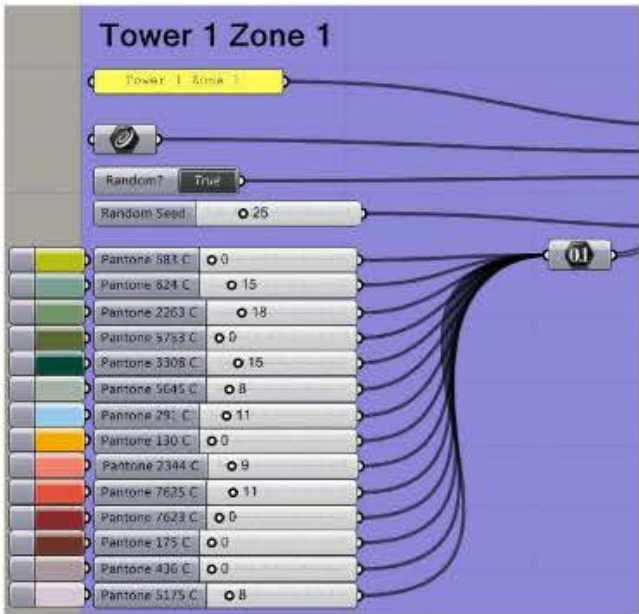 Tower 1 Zone 1
Tower 1 Zone 1
Random? True
Random Seed 25
Pantone 583 C 0
Pantone 624 C 15
Pantone 2263 C 18
Pantone 5753 C 0
Pantone 3308 C 15
Pantone 5645 C 8
Pantone 291 C 11
Pantone 130 C 0
Pantone 2344 C 9
Pantone 7625 C 11
Pantone 7623 C 0
Pantone 175 C 0
Pantone 436 C 0
Pantone 5175 C 8
0.1